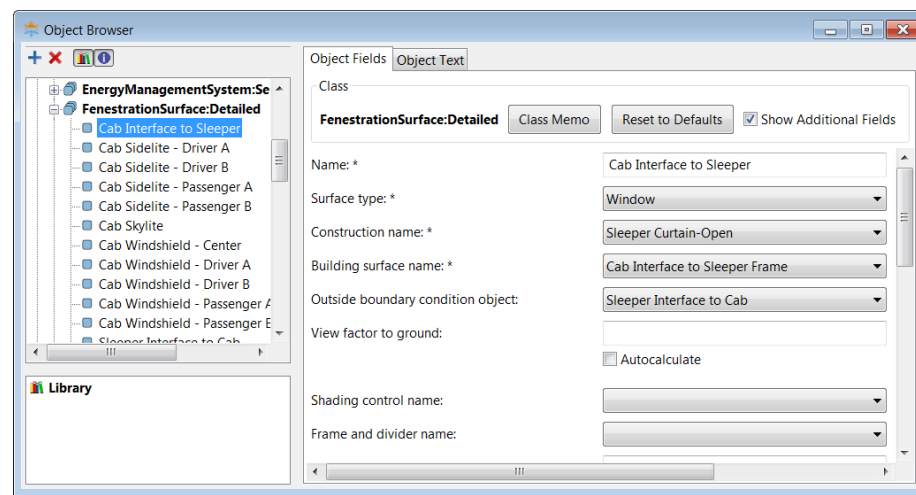 Object Browser
EnergyManagementSystem:Se
FenestrationSurface:Detailed
Cab Interface to Sleeper
Cab Sidelite - Driver A
Cab Sidelite - Driver B
Cab Sidelite - Passenger A
Cab Sidelite - Passenger B
Cab Skylite
Cab Windshield - Center
Cab Windshield - Driver A
Cab Windshield - Driver B
Cab Windshield - Passenger A
Cab Windshield - Passenger E
Sleeper Interface to Cab
Library
Object Fields Object Text
Class
FenestrationSurface:Detailed Class Memo Reset to Defaults Show Additional Fields
Name: * Cab Interface to Sleeper
Surface type: * Window
Construction name: * Sleeper Curtain-Open
Building surface name: * Cab Interface to Sleeper Frame
Outside boundary condition object: Sleeper Interface to Cab
View factor to ground:
Autocalculate
Shading control name:
Frame and divider name: